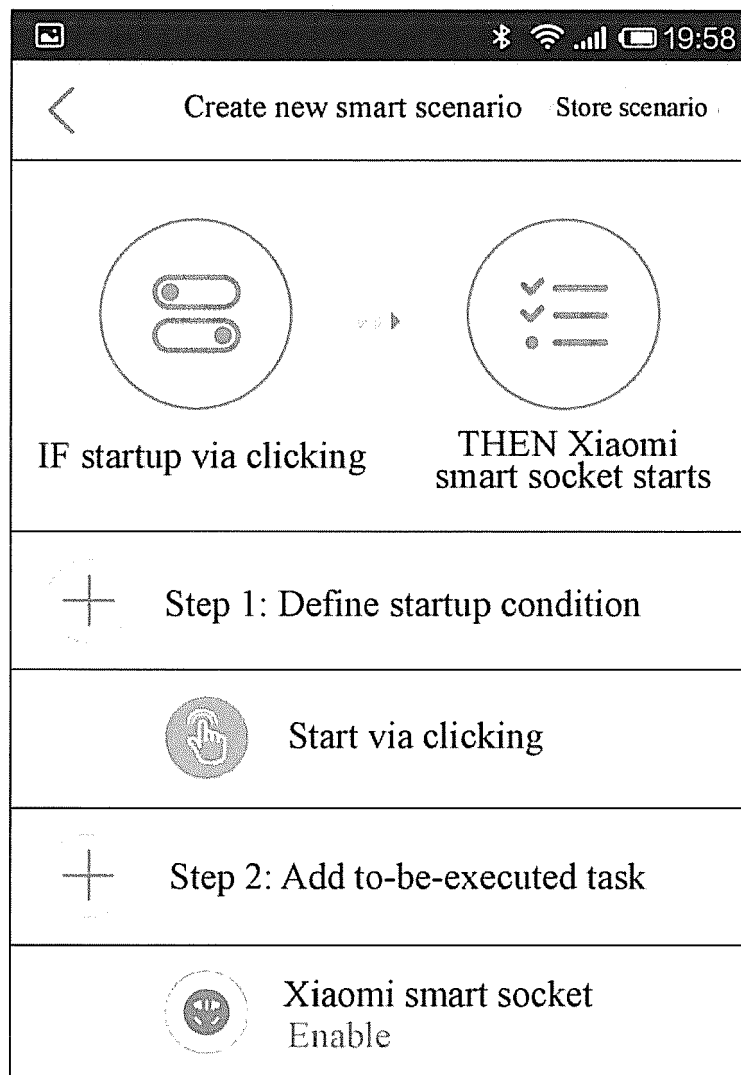 19:58
Create new smart scenario Store scenario
IF startup via clicking
THEN Xiaomi
smart socket starts
Step 1: Define startup condition
Start via clicking
Step 2: Add to-be-executed task
Xiaomi smart socket
Enable